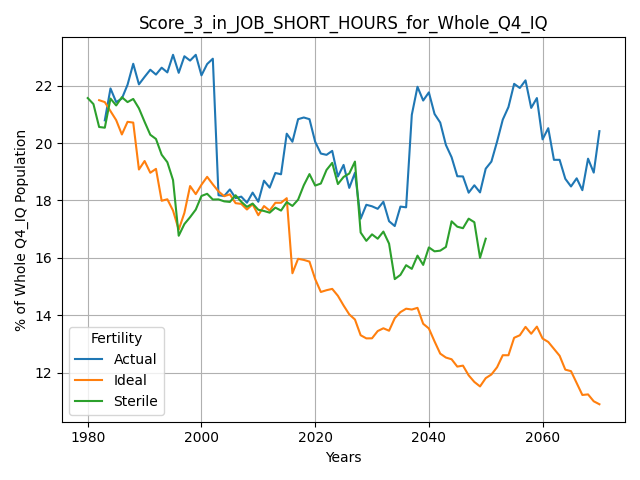 Score_3_in_JOB_SHORT_HOURS_for_Whole_Q4_IQ
% of Whole Q4_IQ Population
22
20
18
16
14
12
Fertility
Actual
Ideal
Sterile
1980
2000
2020
2040
2060
Years